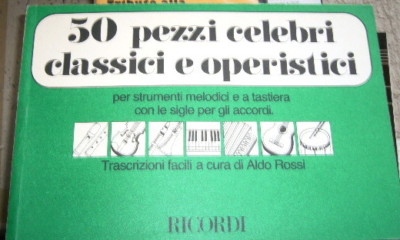 50 pezzi celebri
classici e operistici
per strumenti melodici e a tastiera
con le sigle per gli accordi.
Trascrizioni facili a cura di Aldo Rossi
RICORDI